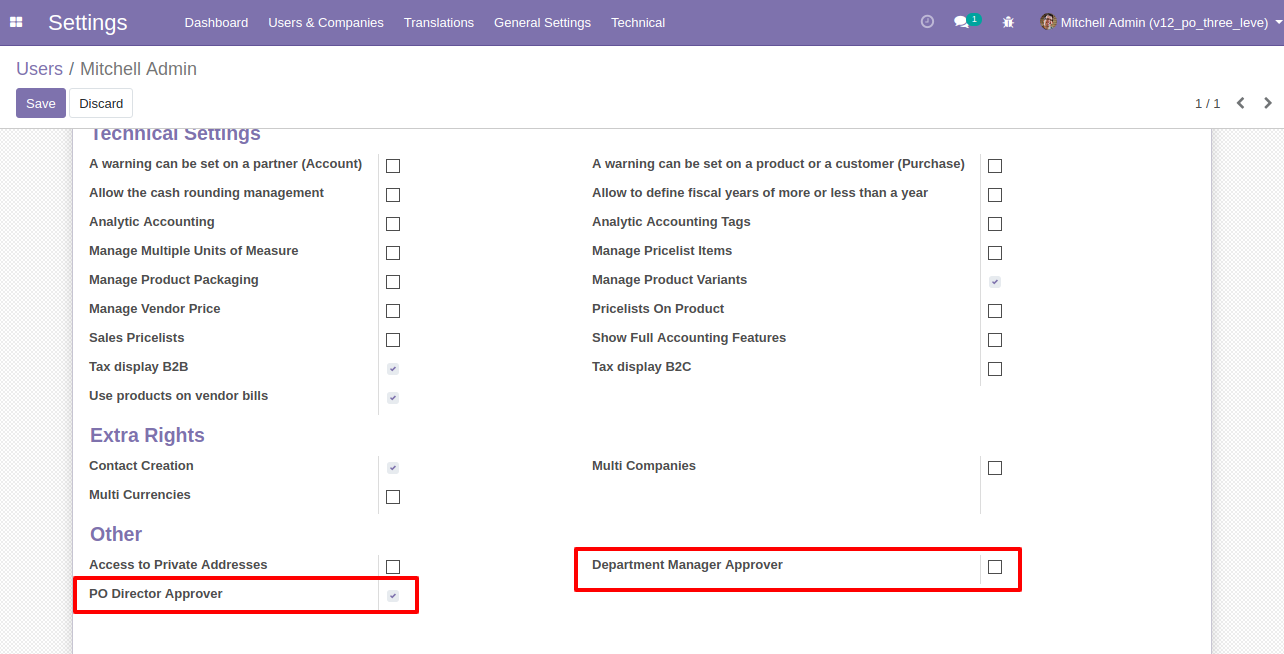 Settings Dashboard Users & Companies Translations General Settings Technical 1 Mitchell Admin (v12_po_three_leve)
Users / Mitchell Admin
Save Discard 1 / 1
Technical Settings
A warning can be set on a partner (Account) A warning can be set on a product or a customer (Purchase)
Allow the cash rounding management Allow to define fiscal years of more or less than a year
Analytic Accounting Analytic Accounting Tags
Manage Multiple Units of Measure Manage Pricelist Items
Manage Product Packaging Manage Product Variants
Manage Vendor Price Pricelists On Product
Sales Pricelists Show Full Accounting Features
Tax display B2B Tax display B2C
Use products on vendor bills
Extra Rights
Contact Creation Multi Companies
Multi Currencies
Other
Access to Private Addresses Department Manager Approver
PO Director Approver